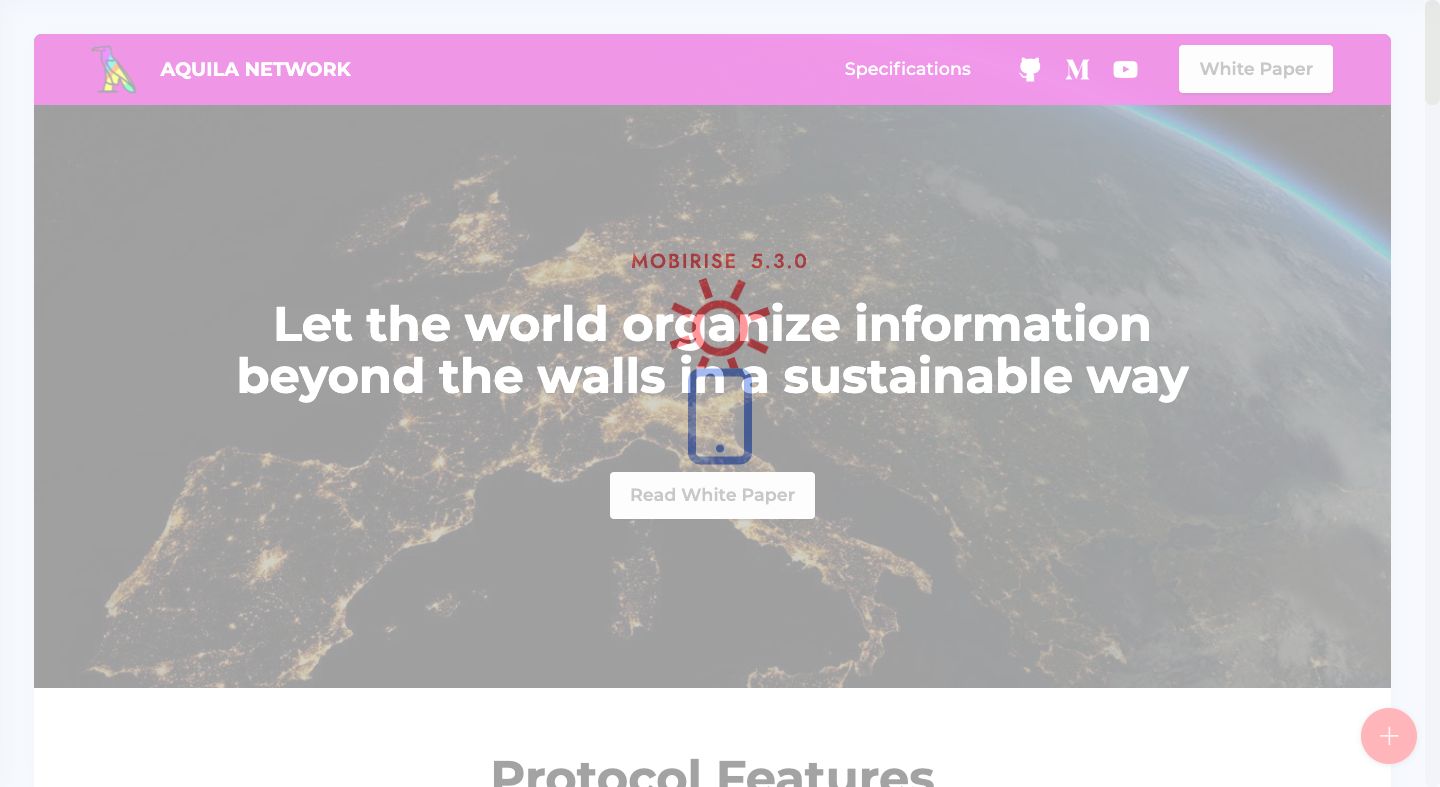 AQUILA NETWORK
Specifications
White Paper
MOBIRISE 5.3.0
Let the world organize information
beyond the walls in a sustainable way
Read White Paper
Protocol Features